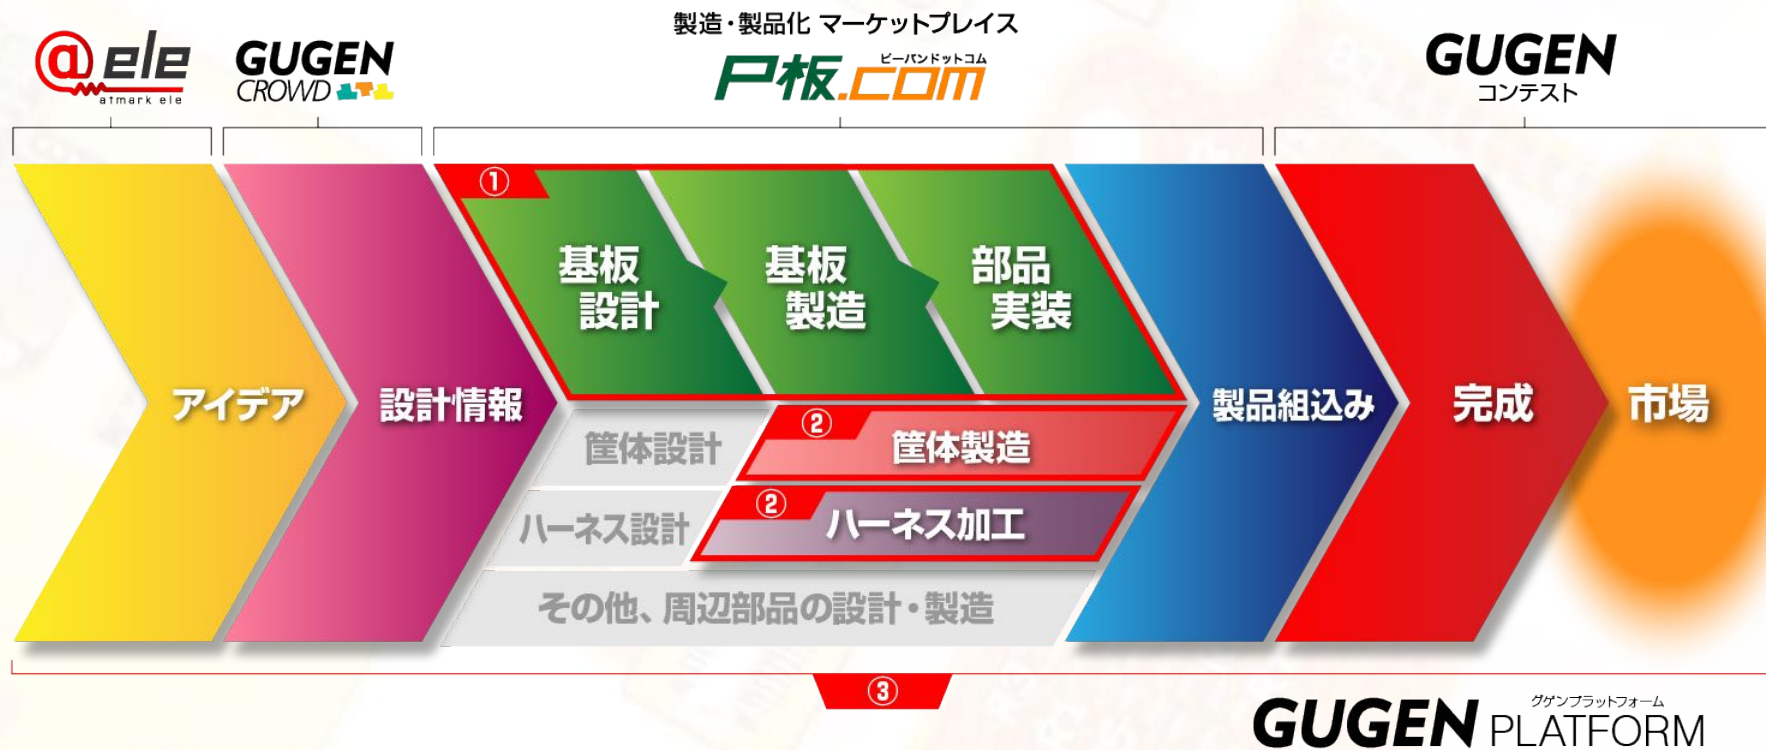 @ele
atmark ele
GUGEN
CROWD
製造・製品化 マーケットプレイス
ピーバンドットコム
P板.com
GUGEN
コンテスト
①
基板
設計
基板
製造
部品
実装
アイデア
設計情報
筐体設計
②
筐体製造
ハーネス設計
②
ハーネス加工
その他、周辺部品の設計・製造
製品組込み
完成
市場
③
グゲンプラットフォーム
GUGEN PLATFORM